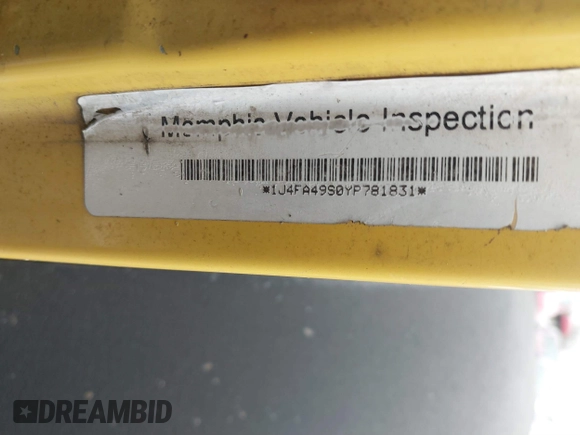 Memphis Vehicle Inspection
*1J4FA49S0YP781831*
DREAMBID